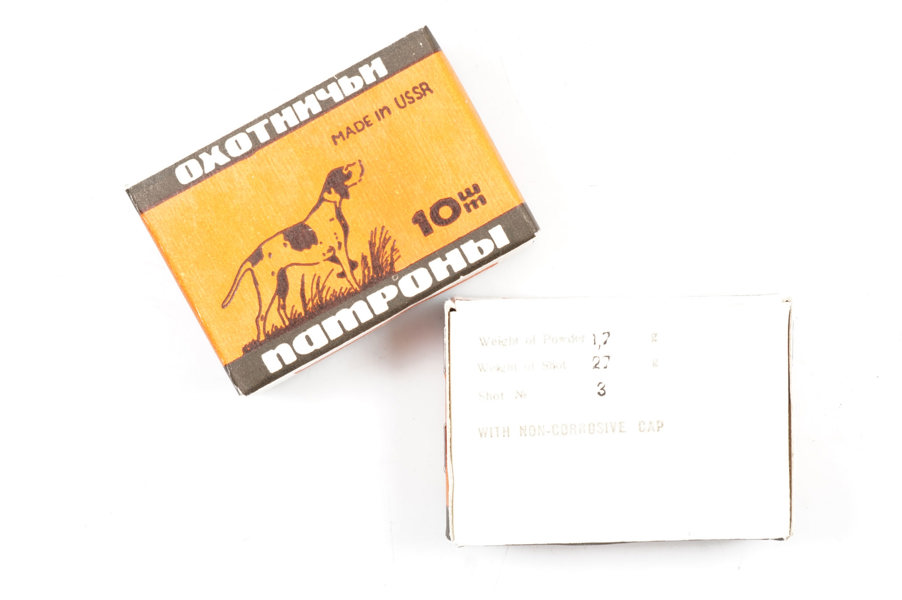 ОХОТНИЧЬИ
MADE in USSR
10 шт
ПАТРОНЫ
Weight of Powder 1,7 g
Weight of Shot 27 g
Shot № 3
WITH NON-CORROSIVE CAP